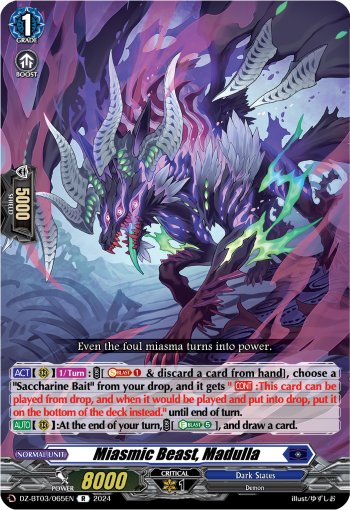 1
GRADE
BOOST
5000
SHIELD
Even the foul miasma turns into power.
ACT 1/Turn : [S-BLAST 1 & discard a card from hand], choose a
"Saccharine Bait" from your drop, and it gets " CONT :This card can be
played from drop, and when it would be played and put into drop, put it
on the bottom of the deck instead." until end of turn.
AUTO :At the end of your turn, [E-BLAST 5], and draw a card.
NORMAL UNIT
Miasmic Beast, Madulla
POWER 8000
CRITICAL
1
Dark States
Demon
DZ-BT03/065EN R 2024
illust/ゆずしお